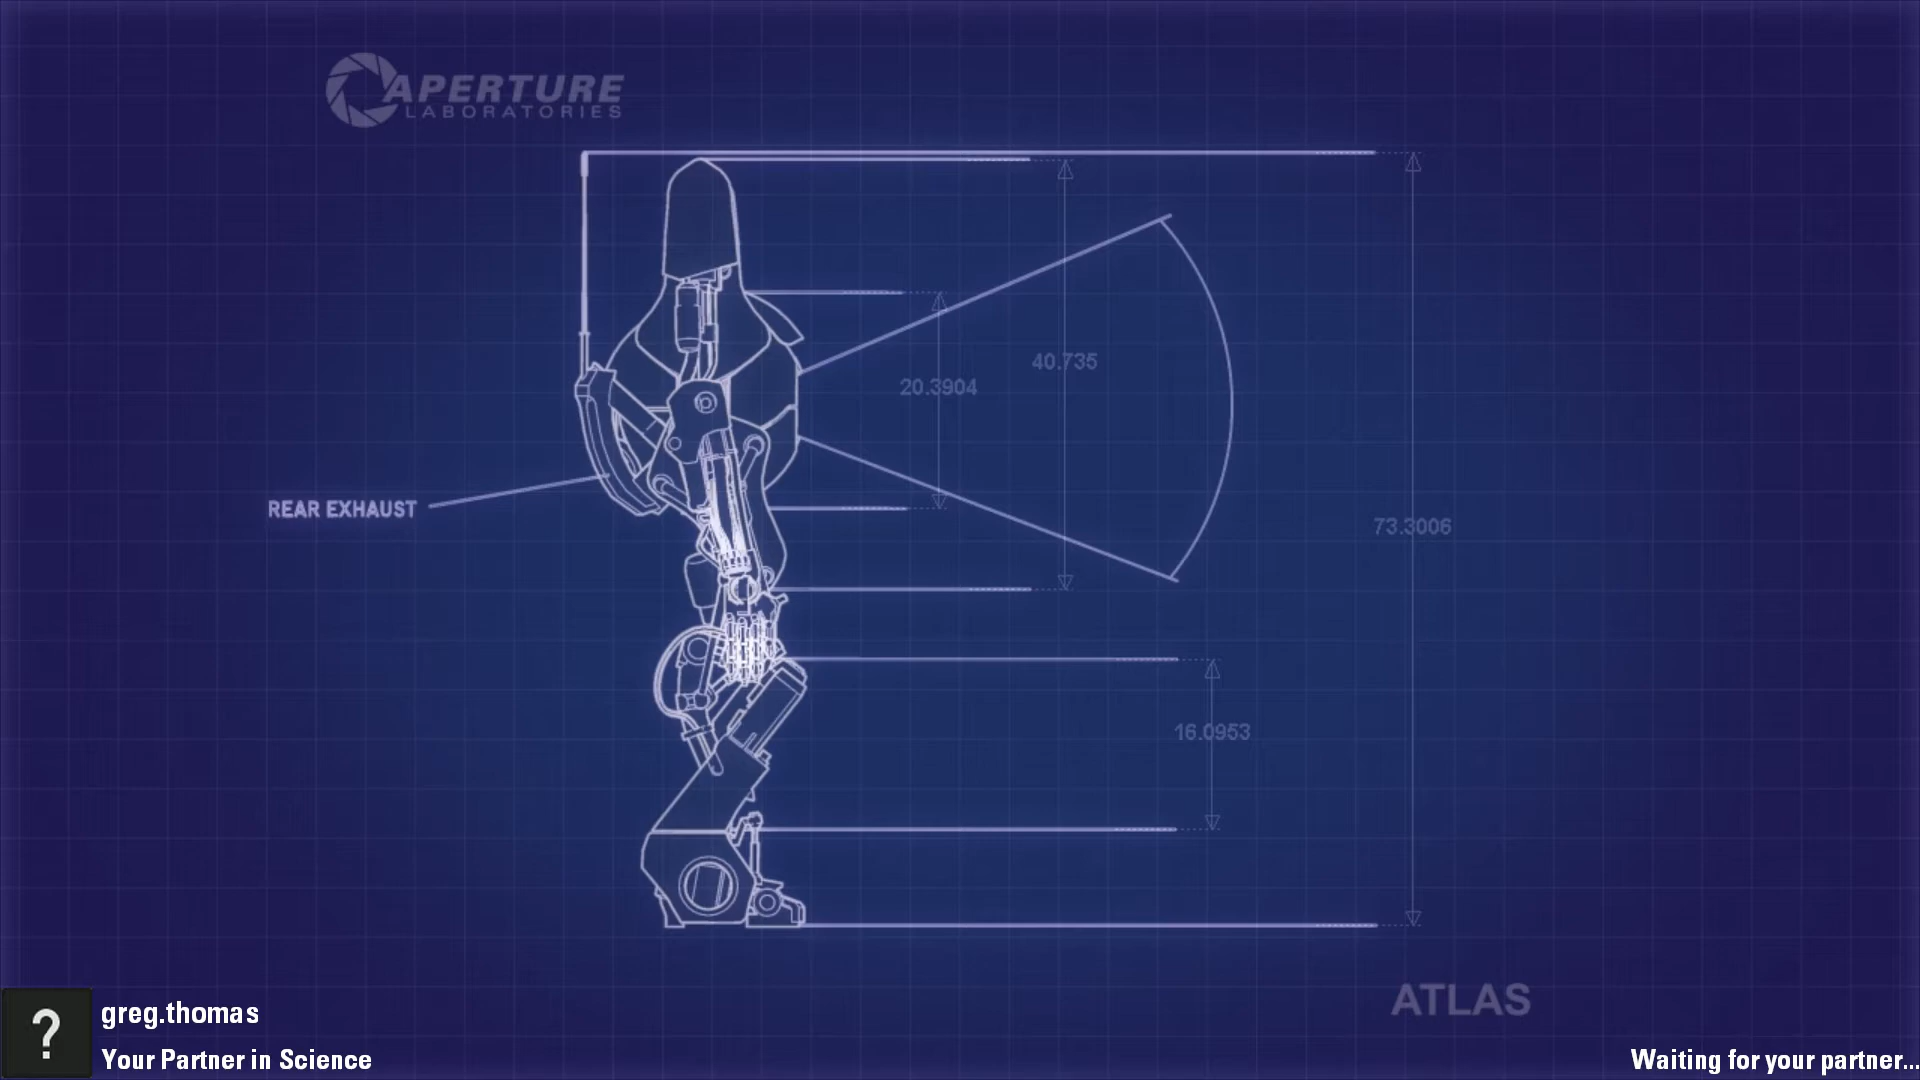 APERTURE
LABORATORIES
40.735
20.3904
REAR EXHAUST
73.3006
16.0953
ATLAS
?
greg.thomas
Your Partner in Science
Waiting for your partner...